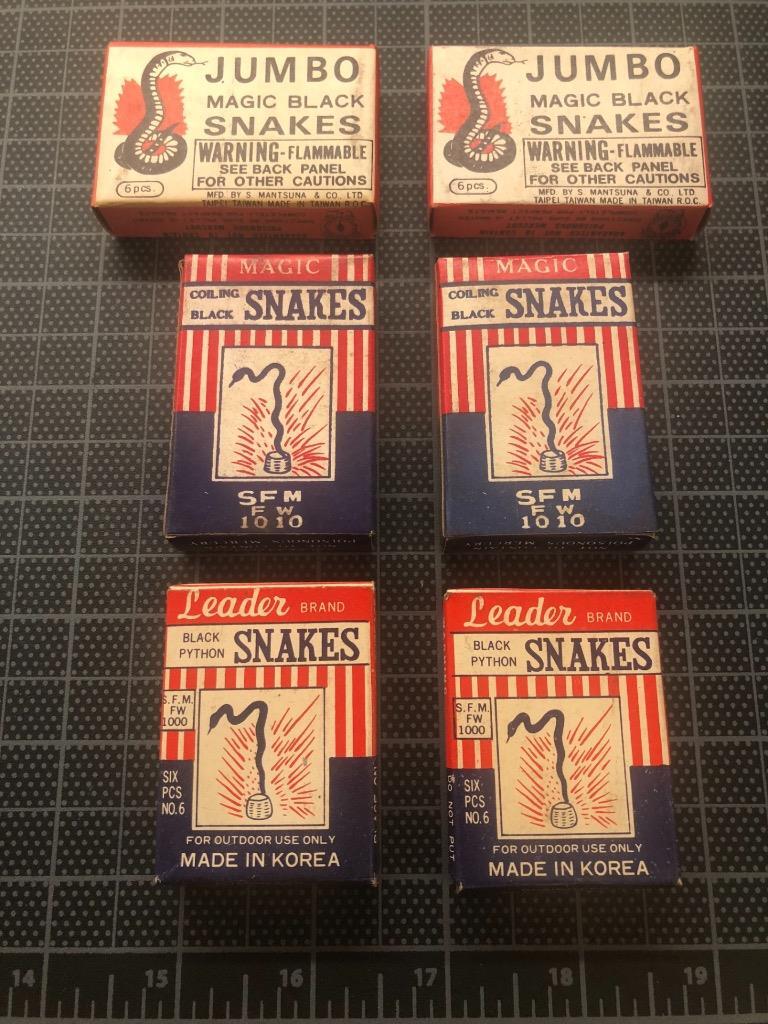 JUMBO
MAGIC BLACK
SNAKES
WARNING-FLAMMABLE
SEE BACK PANEL
FOR OTHER CAUTIONS
6 pcs.
MFD. BY S. MANTSUNA & CO. LTD.
TAIPEI TAIWAN MADE IN TAIWAN R.O.C.
JUMBO
MAGIC BLACK
SNAKES
WARNING-FLAMMABLE
SEE BACK PANEL
FOR OTHER CAUTIONS
6 pcs.
MFD. BY S. MANTSUNA & CO. LTD
TAIPEI TAIWAN MADE IN TAIWAN R.O.C.
MAGIC
COILING
BLACK SNAKES
SFM
FW
1010
MAGIC
COILING
BLACK SNAKES
SFM
FW
1010
Leader BRAND
BLACK
PYTHON SNAKES
S.F.M.
FW
1000
SIX
PCS
NO.6
FOR OUTDOOR USE ONLY
MADE IN KOREA
Leader BRAND
BLACK
PYTHON SNAKES
S.F.M.
FW
1000
SIX
PCS
NO.6
DO NOT PUT
FOR OUTDOOR USE ONLY
MADE IN KOREA
14 15 16 17 18 19